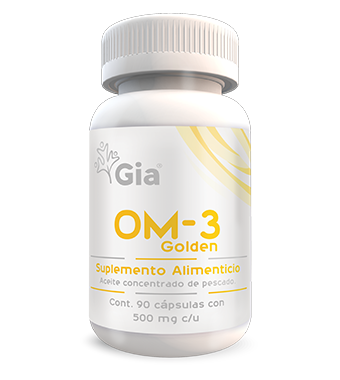 Gia®
OM-3
Golden
Suplemento Alimenticio
Aceite concentrado de pescado
Cont. 90 cápsulas con
500 mg c/u